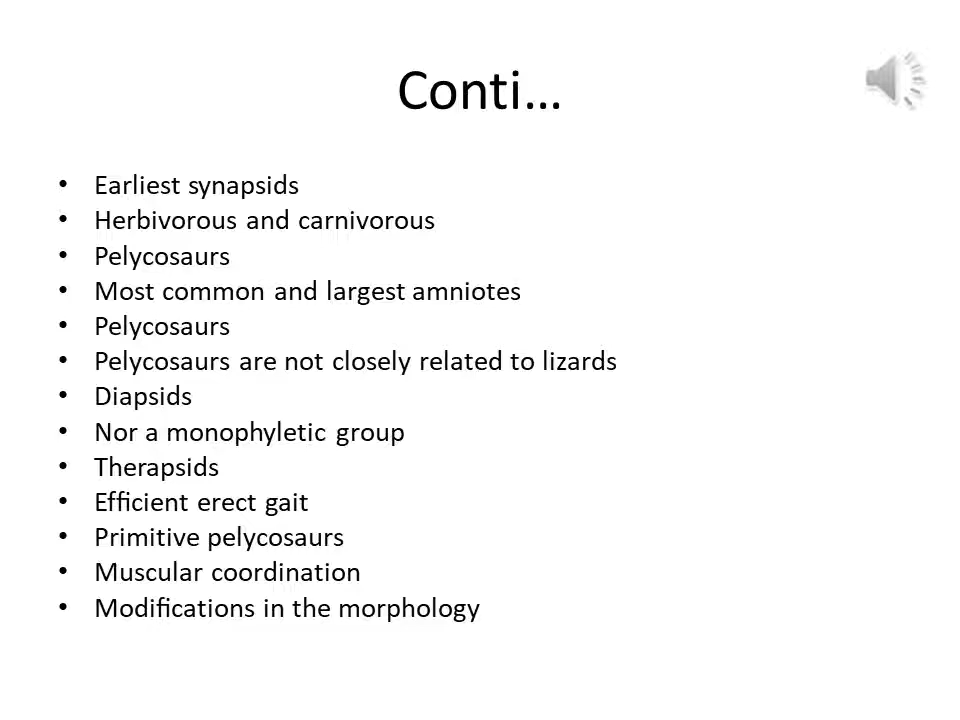 Conti…
• Earliest synapsids
• Herbivorous and carnivorous
• Pelycosaurs
• Most common and largest amniotes
• Pelycosaurs
• Pelycosaurs are not closely related to lizards
• Diapsids
• Nor a monophyletic group
• Therapsids
• Efficient erect gait
• Primitive pelycosaurs
• Muscular coordination
• Modifications in the morphology